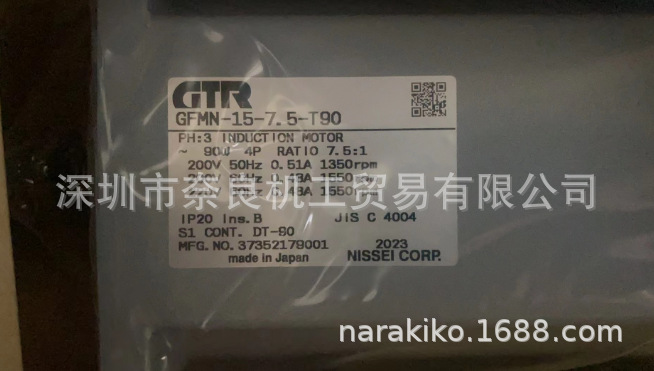 GTR
GFMN-15-7.5-T90
PH:3 INDUCTION MOTOR
~ 90W 4P RATIO 7.5:1
200V 50Hz 0.51A 1350rpm
深圳市奈良机工贸易有限公司
IP20 Ins.B JIS C 4004
S1 CONT. DT-90
MFG.NO.37352179001 2023
made in Japan NISSEI CORP.
narakiko.1688.com